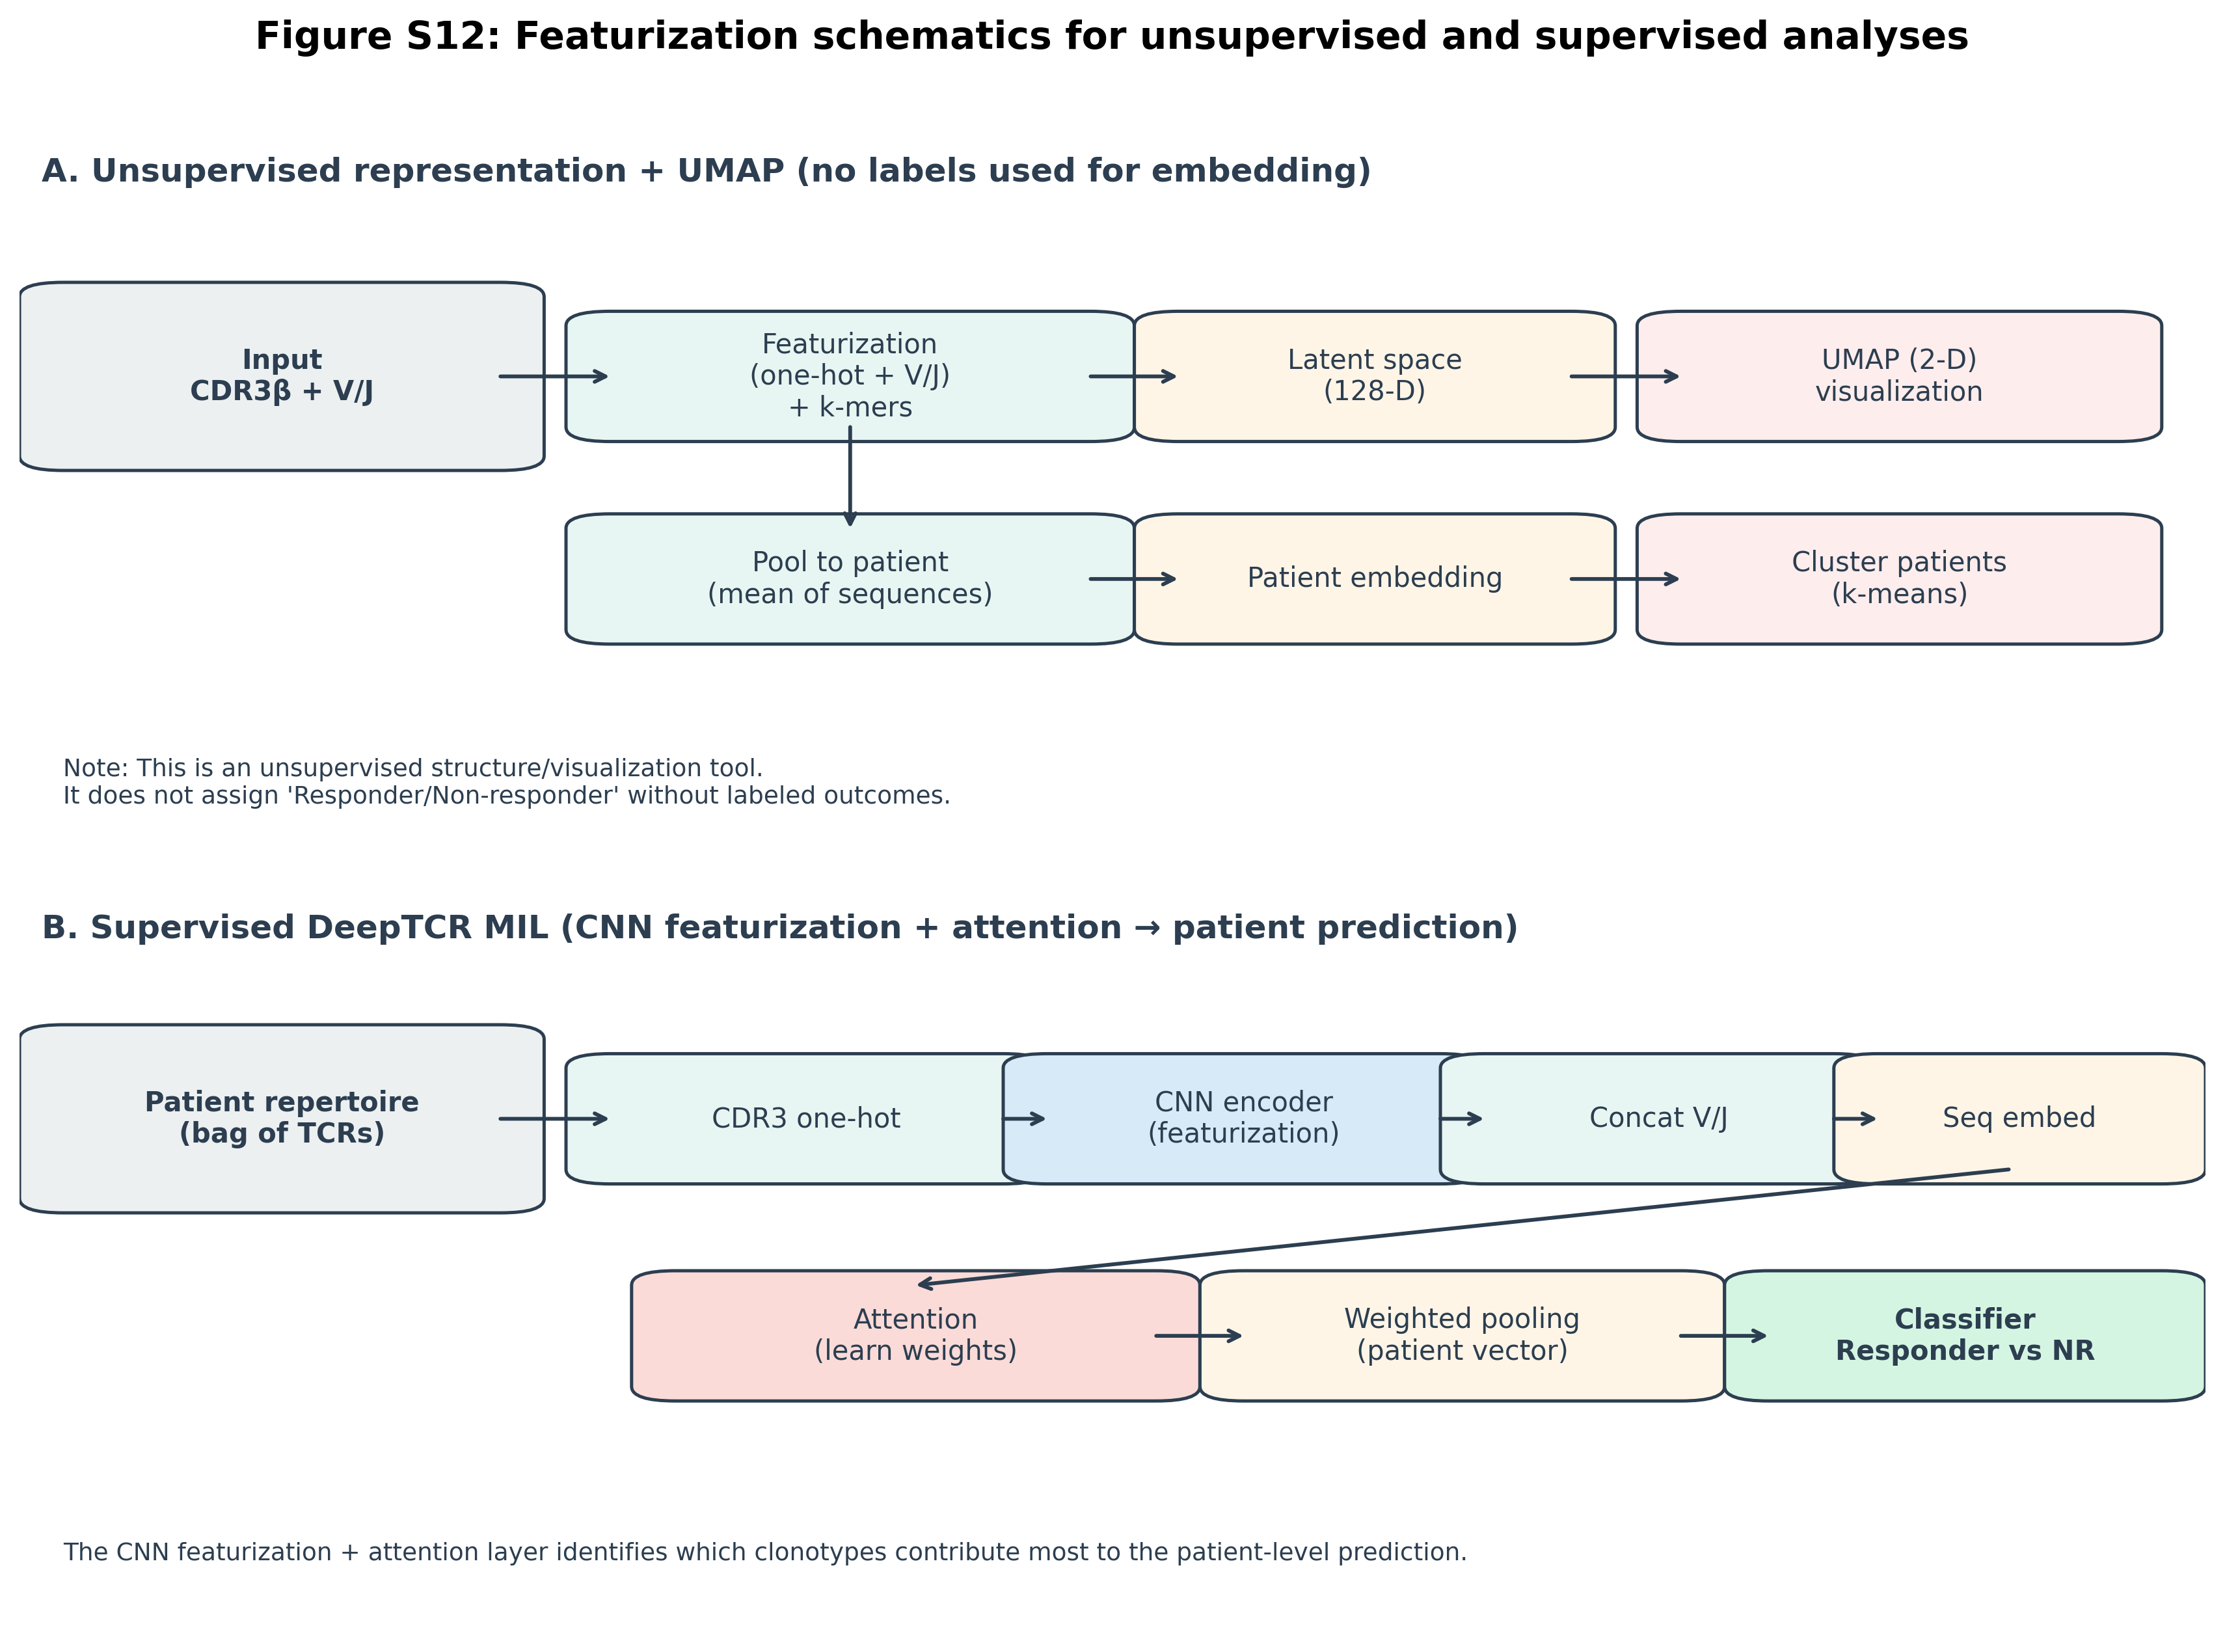 Figure S12: Featurization schematics for unsupervised and supervised analyses
A. Unsupervised representation + UMAP (no labels used for embedding)
Input
CDR3β + V/J
Featurization
(one-hot + V/J)
+ k-mers
Latent space
(128-D)
UMAP (2-D)
visualization
Pool to patient
(mean of sequences)
Patient embedding
Cluster patients
(k-means)
Note: This is an unsupervised structure/visualization tool.
It does not assign 'Responder/Non-responder' without labeled outcomes.
B. Supervised DeepTCR MIL (CNN featurization + attention → patient prediction)
Patient repertoire
(bag of TCRs)
CDR3 one-hot
CNN encoder
(featurization)
Concat V/J
Seq embed
Attention
(learn weights)
Weighted pooling
(patient vector)
Classifier
Responder vs NR
The CNN featurization + attention layer identifies which clonotypes contribute most to the patient-level prediction.